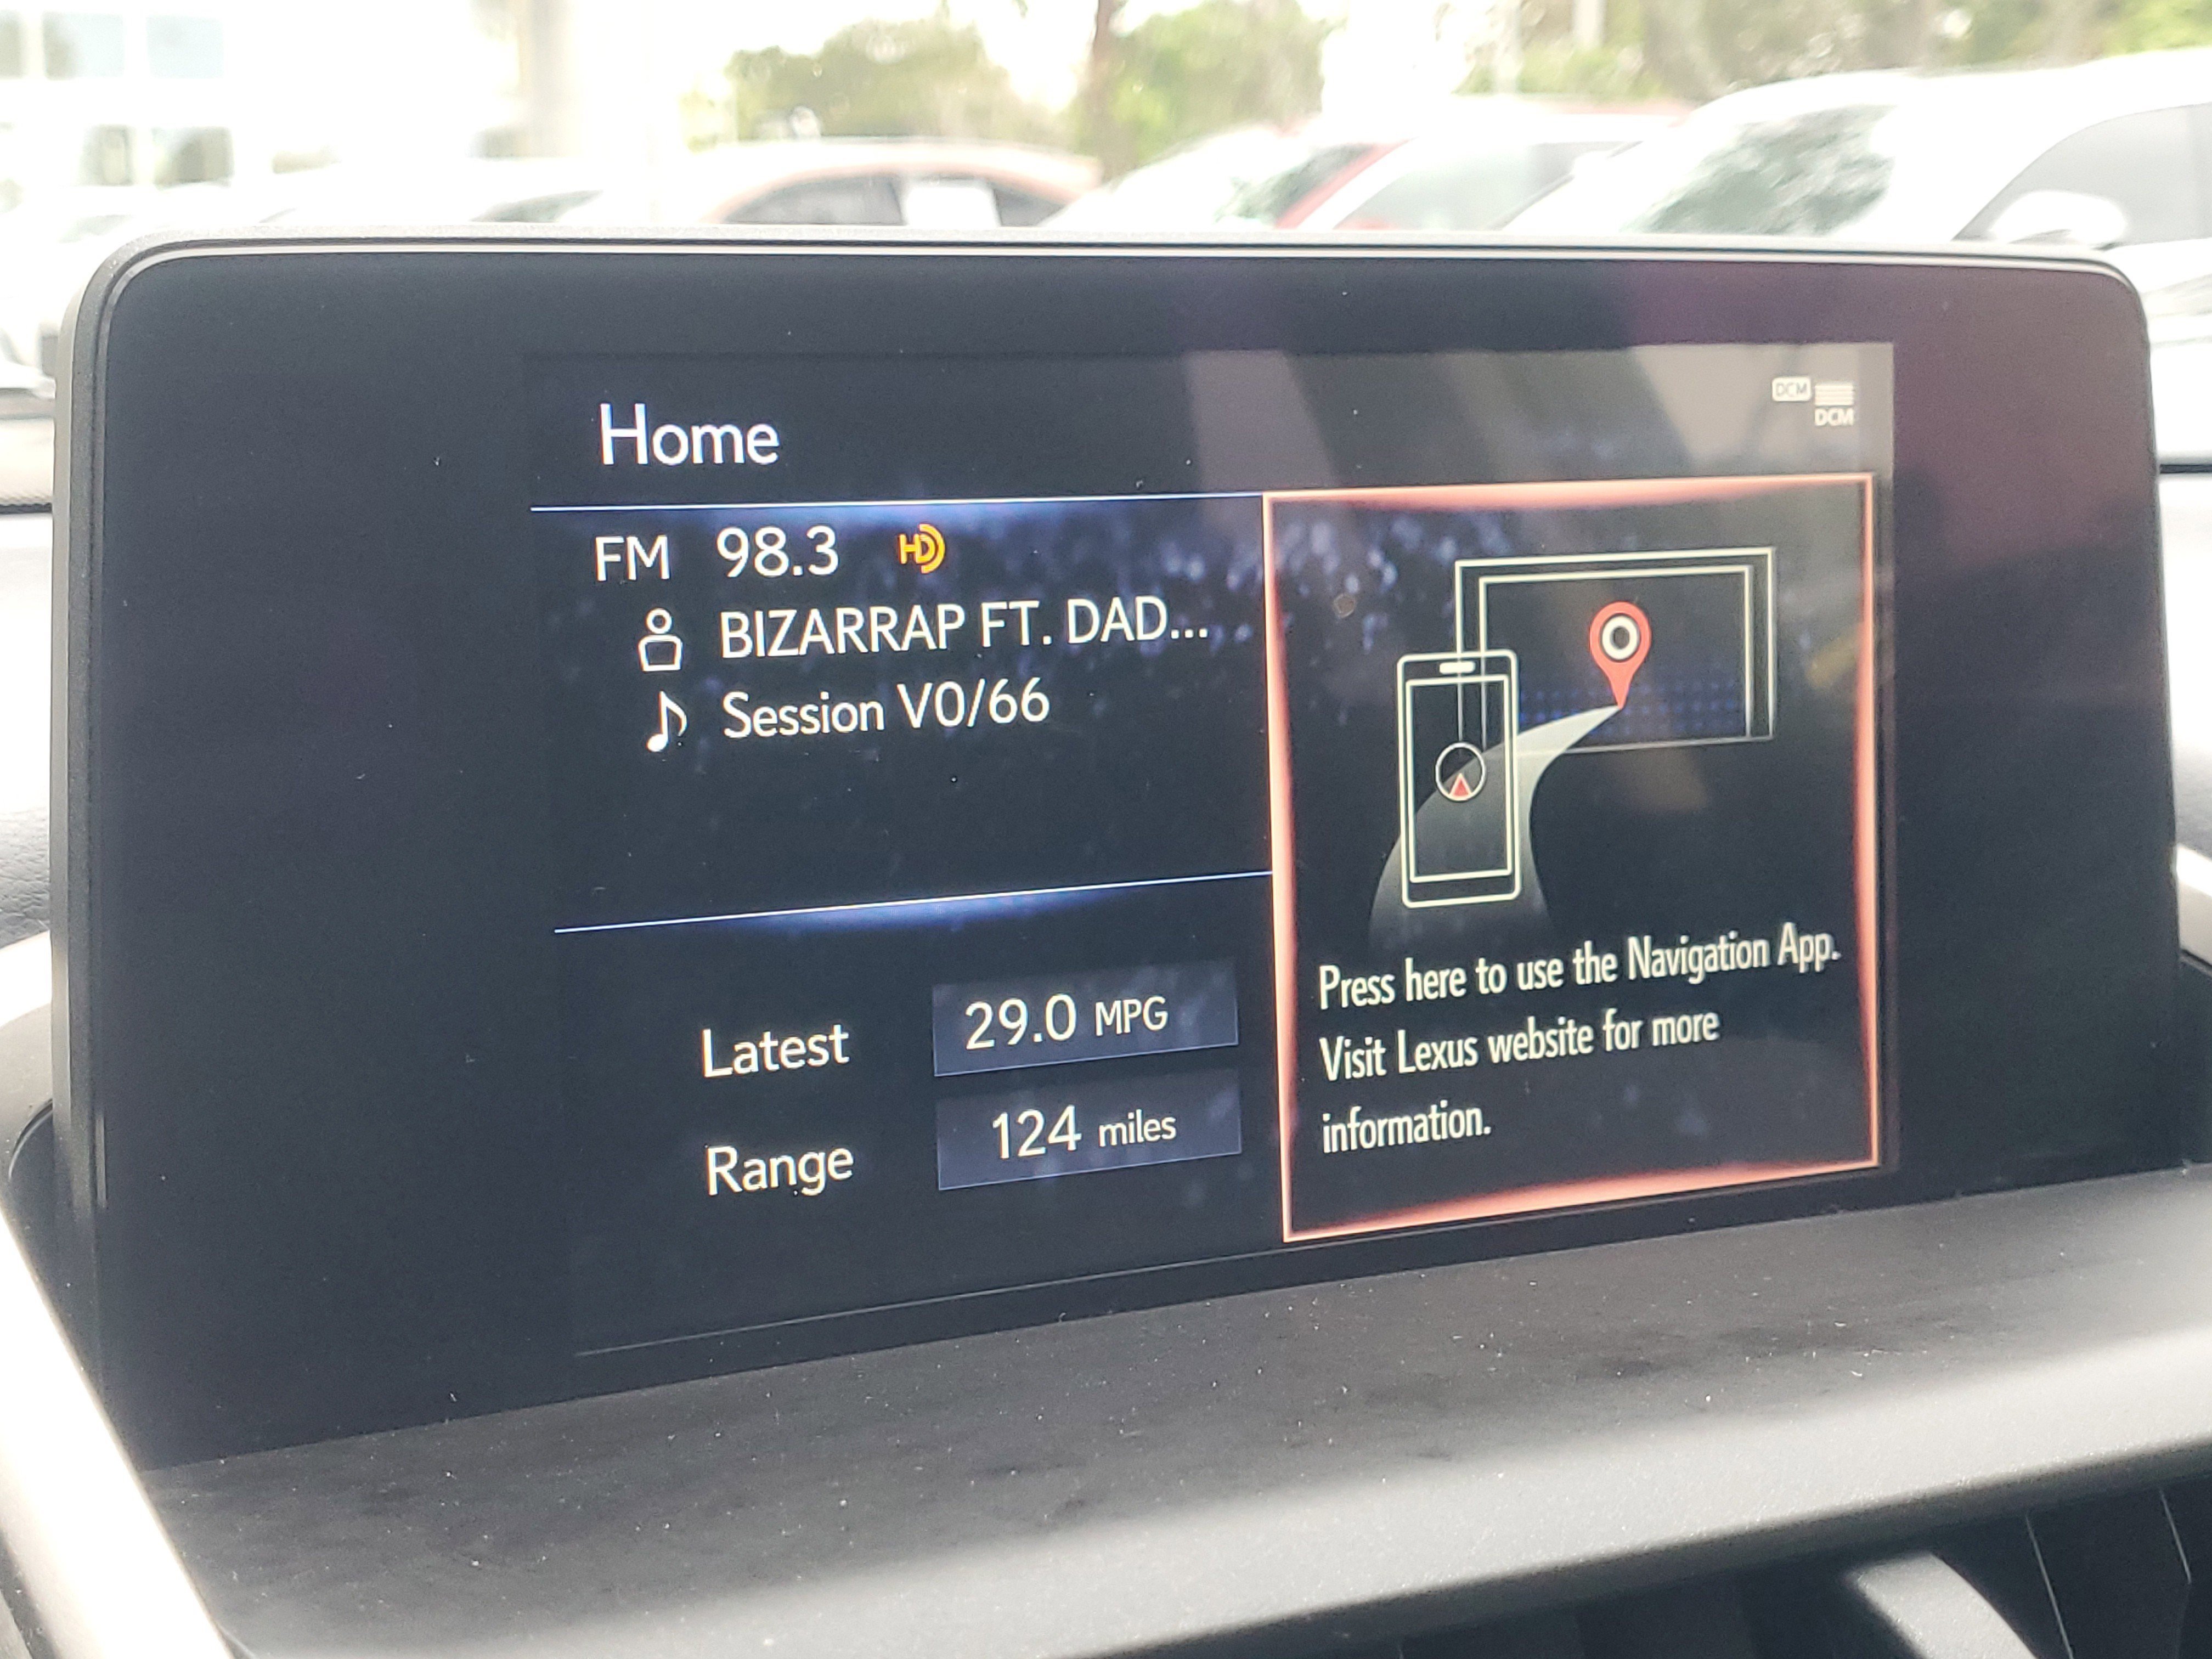 Home
DCM
DCM
FM 98.3 HD
BIZARRAP FT. DAD...
Session V0/66
Latest 29.0 MPG
Range 124 miles
Press here to use the Navigation App.
Visit Lexus website for more
information.